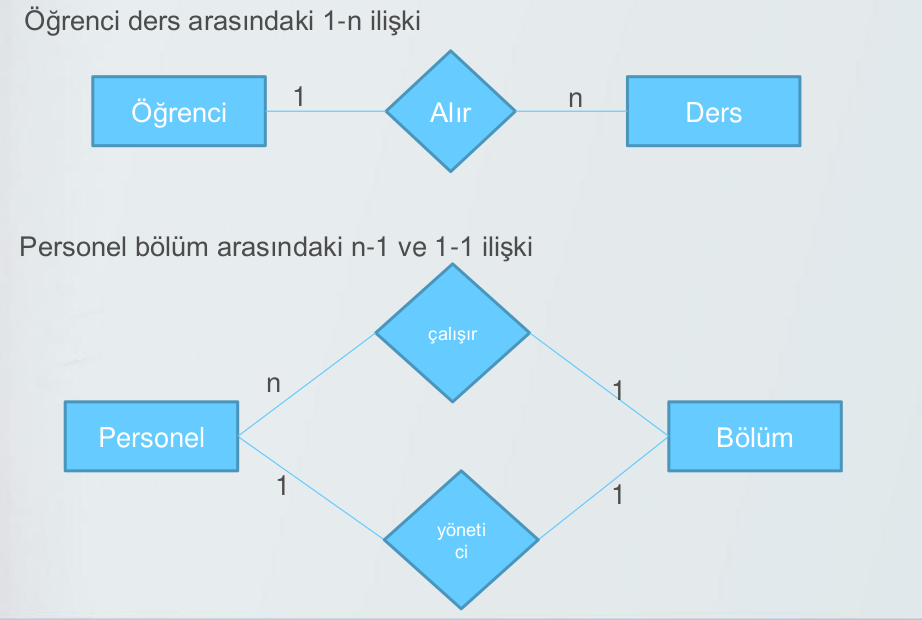 Öğrenci ders arasındaki 1-n ilişki
Öğrenci
1
Alır
n
Ders
Personel bölüm arasındaki n-1 ve 1-1 ilişki
çalışır
n
1
Personel
Bölüm
1
1
yöneti
ci